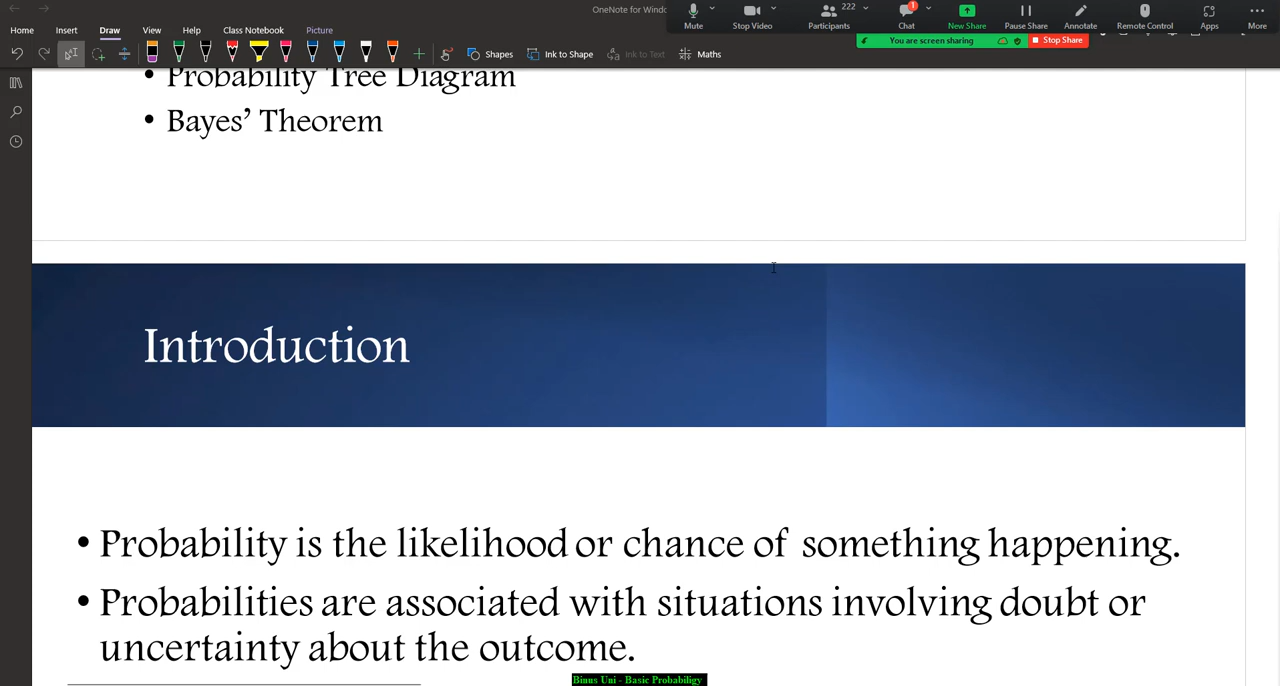 OneNote for Windo
Mute
Stop Video
222
Participants
1
Chat
New Share
Pause Share
Annotate
Remote Control
Apps
More
You are screen sharing
Stop Share
Home Insert Draw View Help Class Notebook Picture
Shapes
Ink to Shape
Ink to Text
Maths
• Probability Tree Diagram
• Bayes’ Theorem
Introduction
• Probability is the likelihood or chance of something happening.
• Probabilities are associated with situations involving doubt or
uncertainty about the outcome.
Binus Uni - Basic Probabiligy